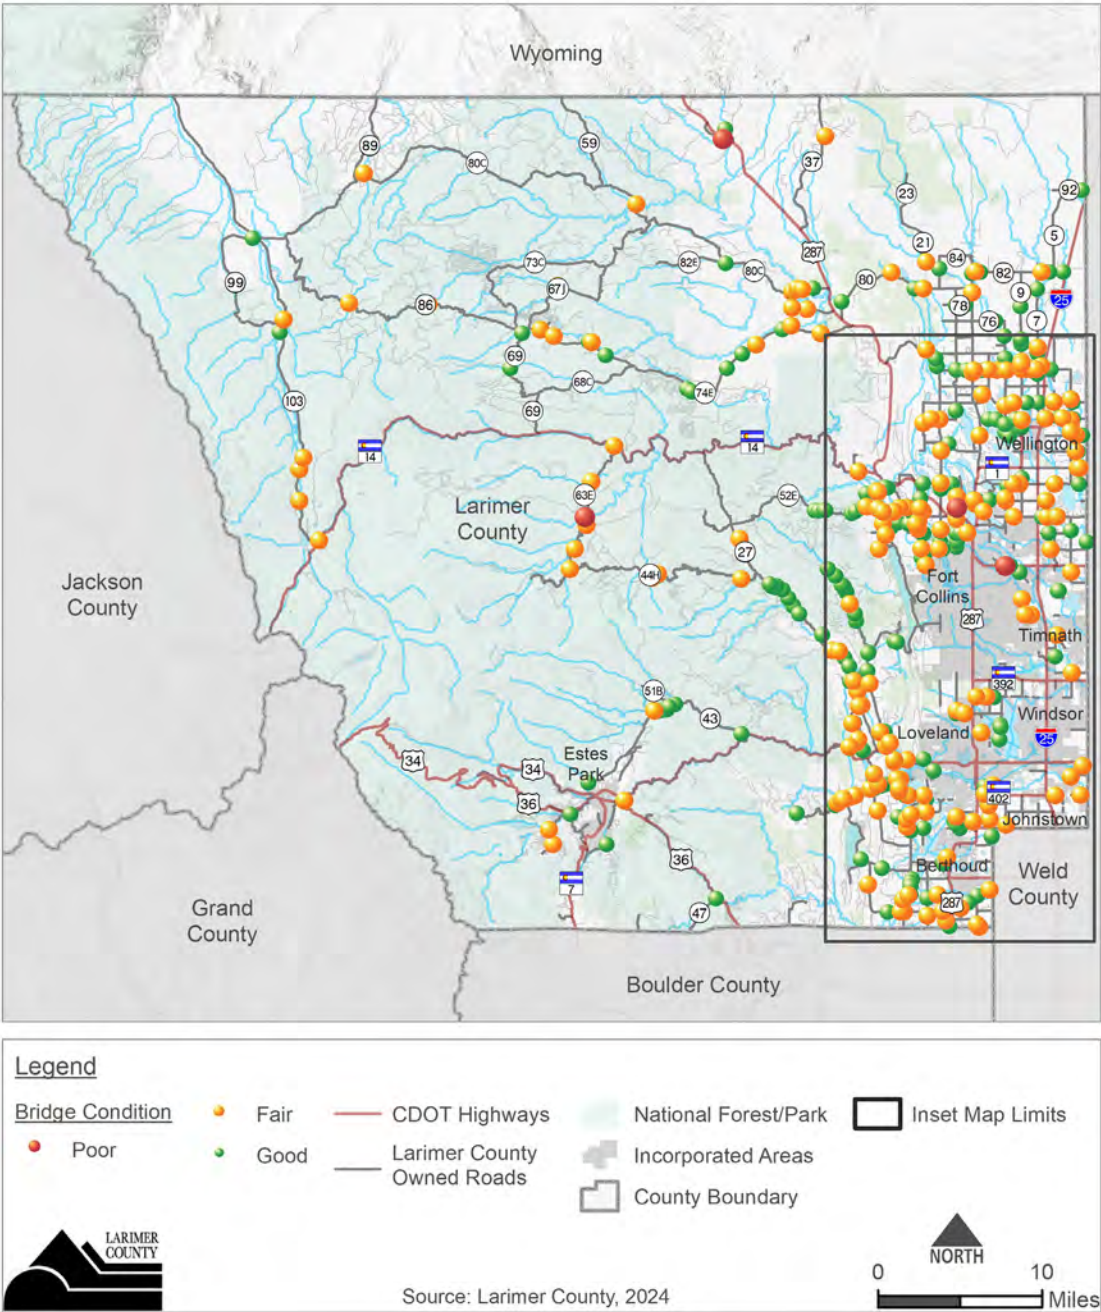 Wyoming
89
80C
59
37
23
92
21
5
99
73C
82E
80C
287
80
84
82
67J
86
78
9
25
76
7
69
68C
74E
103
69
14
14
Wellington
1
63E
52E
Larimer
County
27
44H
Jackson
County
Fort
Collins
287
Timnath
392
51B
43
Windsor
Loveland
25
34
34
Estes
Park
36
402
Johnstown
36
Berthoud
7
Weld
County
47
287
Grand
County
Boulder County
Legend
Bridge Condition
Poor
Fair
Good
CDOT Highways
Larimer County
Owned Roads
National Forest/Park
Incorporated Areas
County Boundary
Inset Map Limits
LARIMER
COUNTY
NORTH
0 10
Miles
Source: Larimer County, 2024